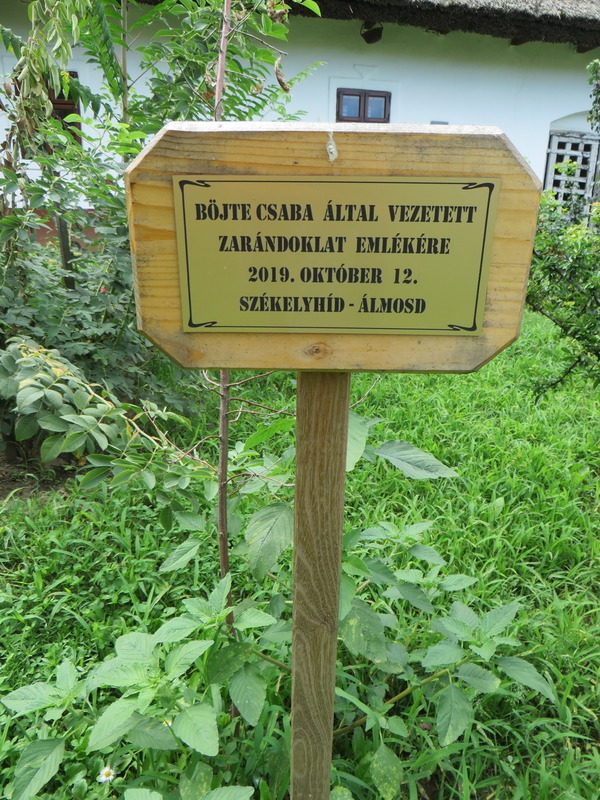 BÖJTE CSABA ÁLTAL VEZETETT
ZARÁNDOKLAT EMLÉKÉRE
2019. OKTÓBER 12.
SZÉKELYHÍD - ÁLMOSD